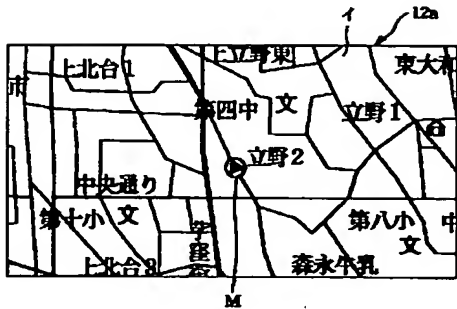 イ 12a
上北台1 上立野東 東大和
市
第四中 文 立野1
立野2
中央通り
第十小 文 学 第八小 中
文
上北台8 森永牛乳
M